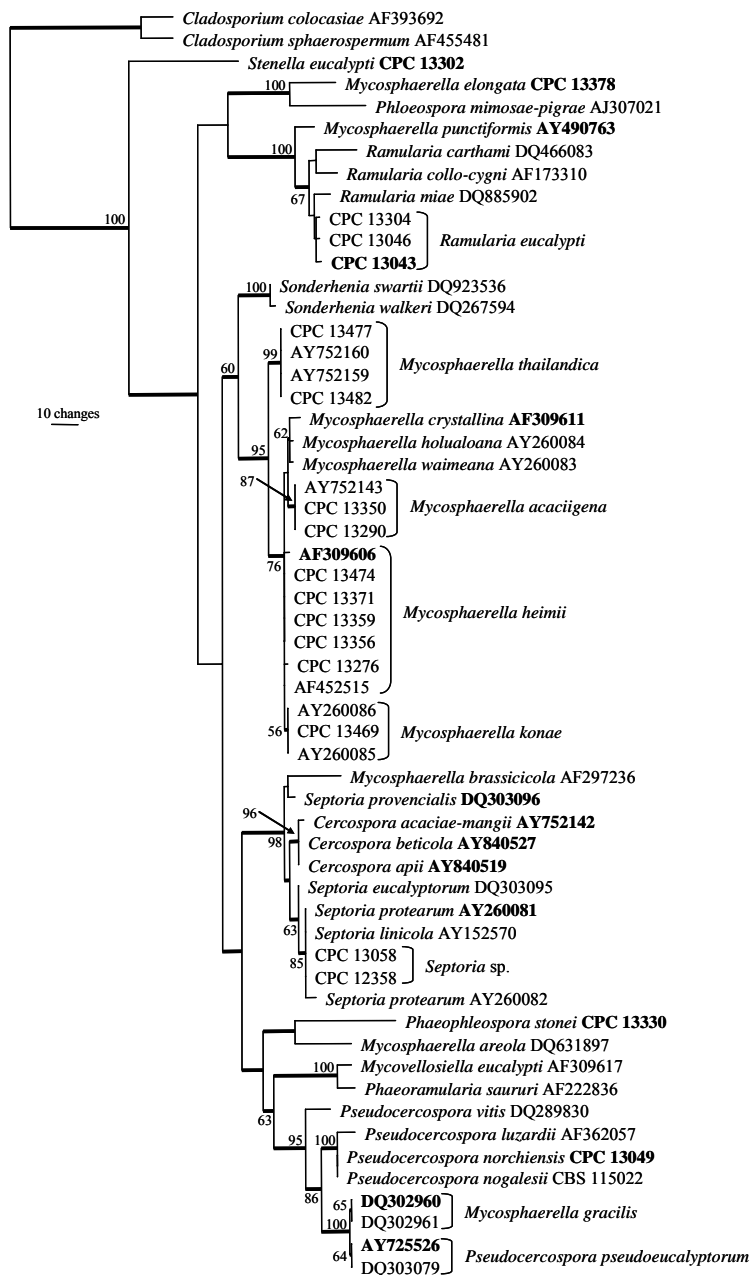 Cladosporium colocasiae AF393692
Cladosporium sphaerospermum AF455481
Stenella eucalypti CPC 13302
100 Mycosphaerella elongata CPC 13378
Phloeospora mimosae-pigrae AJ307021
Mycosphaerella punctiformis AY490763
100 Ramularia carthami DQ466083
Ramularia collo-cygni AF173310
67 Ramularia miae DQ885902
100 CPC 13304
CPC 13046 Ramularia eucalypti
CPC 13043
100 Sonderhenia swartii DQ923536
Sonderhenia walkeri DQ267594
CPC 13477
99 AY752160
Mycosphaerella thailandica
60 AY752159
CPC 13482
10 changes
Mycosphaerella crystallina AF309611
62 Mycosphaerella holualoana AY260084
95 Mycosphaerella waimeana AY260083
87 AY752143
CPC 13350 Mycosphaerella acaciigena
CPC 13290
AF309606
76 CPC 13474
CPC 13371
CPC 13359 Mycosphaerella heimii
CPC 13356
CPC 13276
AF452515
AY260086
56 CPC 13469 Mycosphaerella konae
AY260085
Mycosphaerella brassicicola AF297236
Septoria provencialis DQ303096
96 Cercospora acaciae-mangii AY752142
98 Cercospora beticola AY840527
Cercospora apii AY840519
Septoria eucalyptorum DQ303095
Septoria protearum AY260081
63 Septoria linicola AY152570
85 CPC 13058
Septoria sp.
CPC 12358
Septoria protearum AY260082
Phaeophleospora stonei CPC 13330
Mycosphaerella areola DQ631897
100 Mycovellosiella eucalypti AF309617
Phaeoramularia saururi AF222836
63 Pseudocercospora vitis DQ289830
95 100 Pseudocercospora luzardii AF362057
Pseudocercospora norchiensis CPC 13049
Pseudocercospora nogalesii CBS 115022
86 65 DQ302960
Mycosphaerella gracilis
100 DQ302961
64 AY725526
Pseudocercospora pseudoeucalyptorum
DQ303079